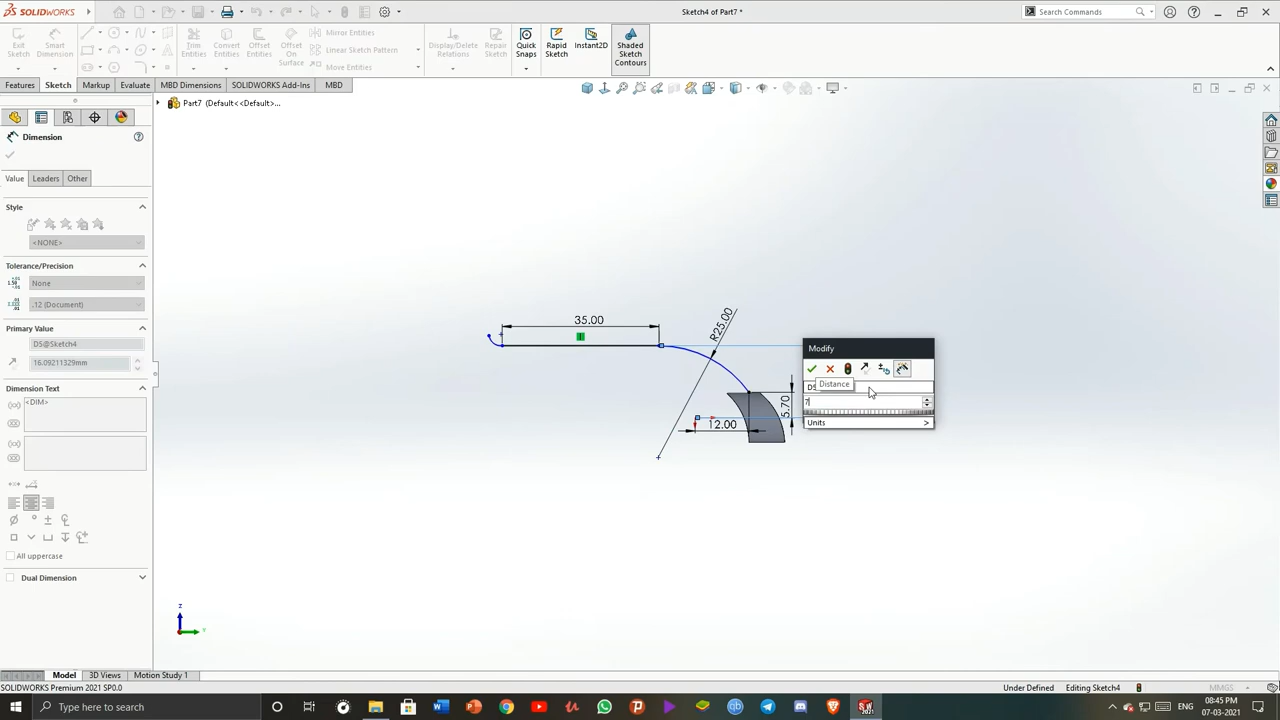 SOLIDWORKS
Sketch4 of Part7 *
Search Commands
Exit Sketch
Smart Dimension
Trim Entities
Convert Entities
Offset Entities
Offset On Surface
Mirror Entities
Linear Sketch Pattern
Move Entities
Display/Delete Relations
Repair Sketch
Quick Snaps
Rapid Sketch
Instant2D
Shaded Sketch Contours
Features
Sketch
Markup
Evaluate
MBD Dimensions
SOLIDWORKS Add-Ins
MBD
Part7 (Default<<Default>...
Dimension
Value
Leaders
Other
Style
<NONE>
Tolerance/Precision
None
.12 (Document)
Primary Value
DS@Sketch4
16.09211329mm
Dimension Text
<DIM>
All uppercase
Dual Dimension
35.00
R25.00
5.70
12.00
Modify
Distance
7
Units
Z
Model
3D Views
Motion Study 1
SOLIDWORKS Premium 2021 SP0.0
Under Defined
Editing Sketch4
MMGS
Type here to search
ENG
08:45 PM
07-03-2021